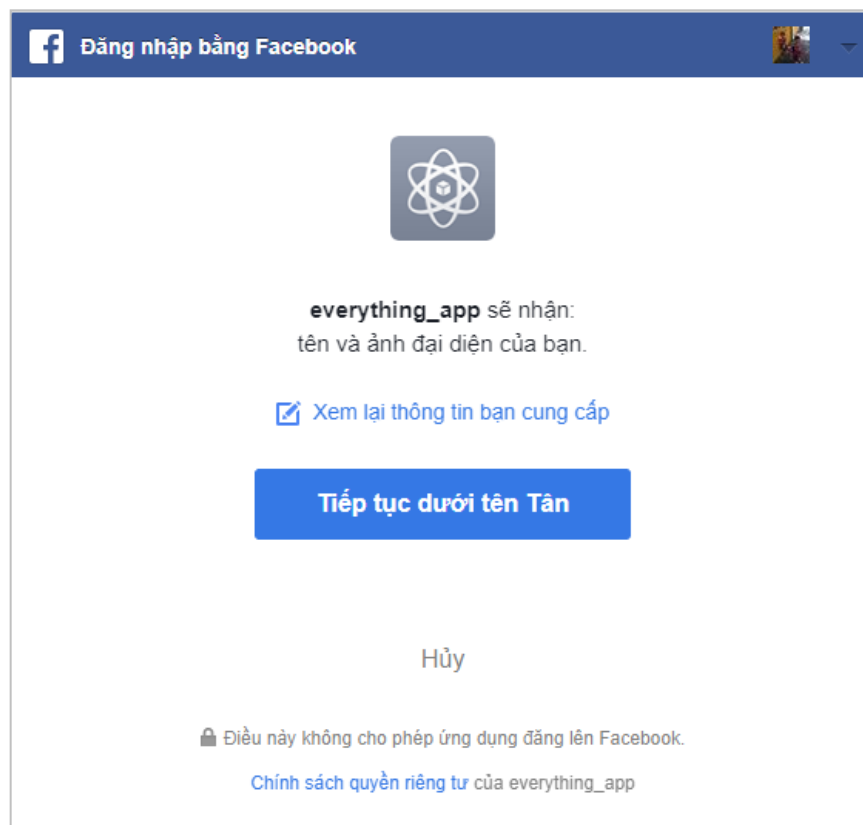 Đăng nhập bằng Facebook
everything_app sẽ nhận:
tên và ảnh đại diện của bạn.
Xem lại thông tin bạn cung cấp
Tiếp tục dưới tên Tân
Hủy
Điều này không cho phép ứng dụng đăng lên Facebook.
Chính sách quyền riêng tư của everything_app